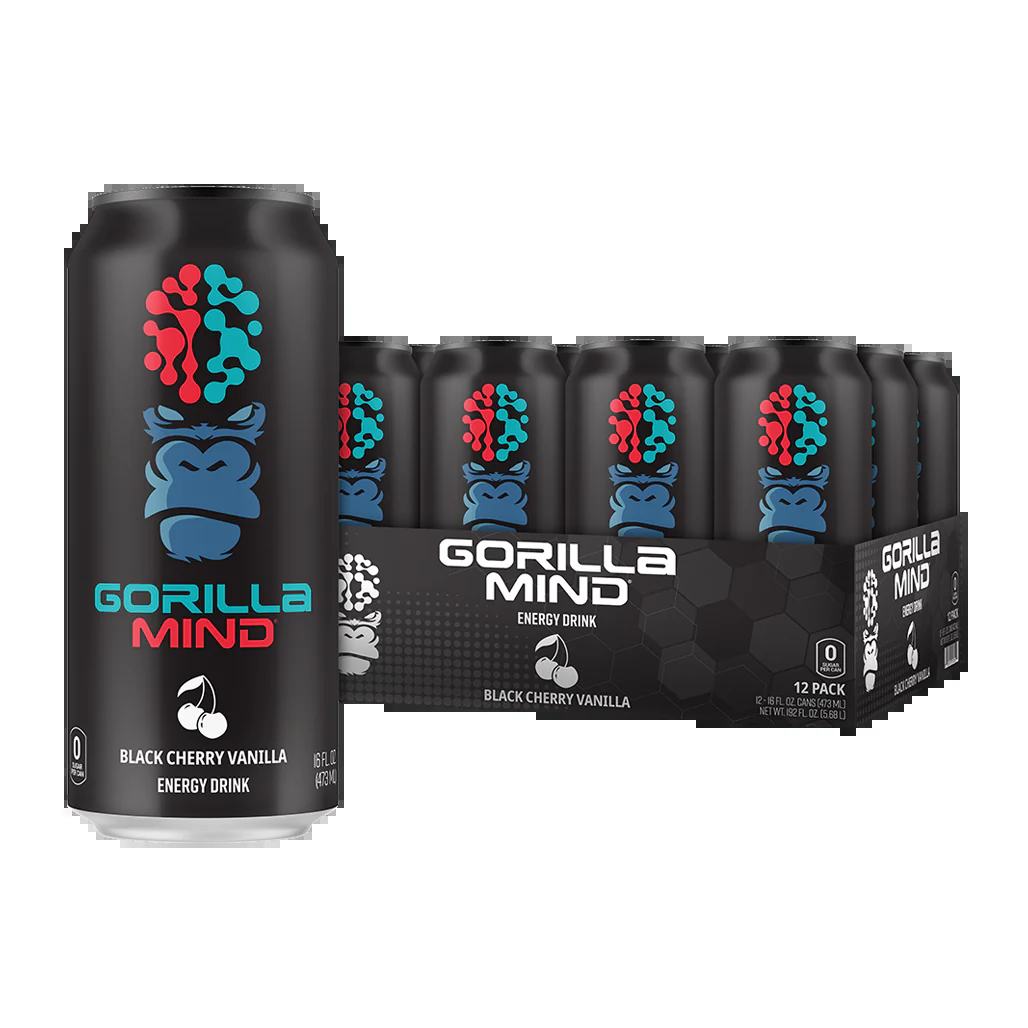 GORILLA
MIND
BLACK CHERRY VANILLA
ENERGY DRINK
0
SUGAR
PER CAN
16 FL. OZ
(473 ML)
GORILLA
MIND
ENERGY DRINK
BLACK CHERRY VANILLA
0
SUGAR
PER CAN
12 PACK
12 - 16 FL. OZ. CANS (473 ML)
NET WT. 192 FL. OZ. (5.68 L)
GORILLA
MIND
ENERGY DRINK
BLACK CHERRY VANILLA
12 PACK